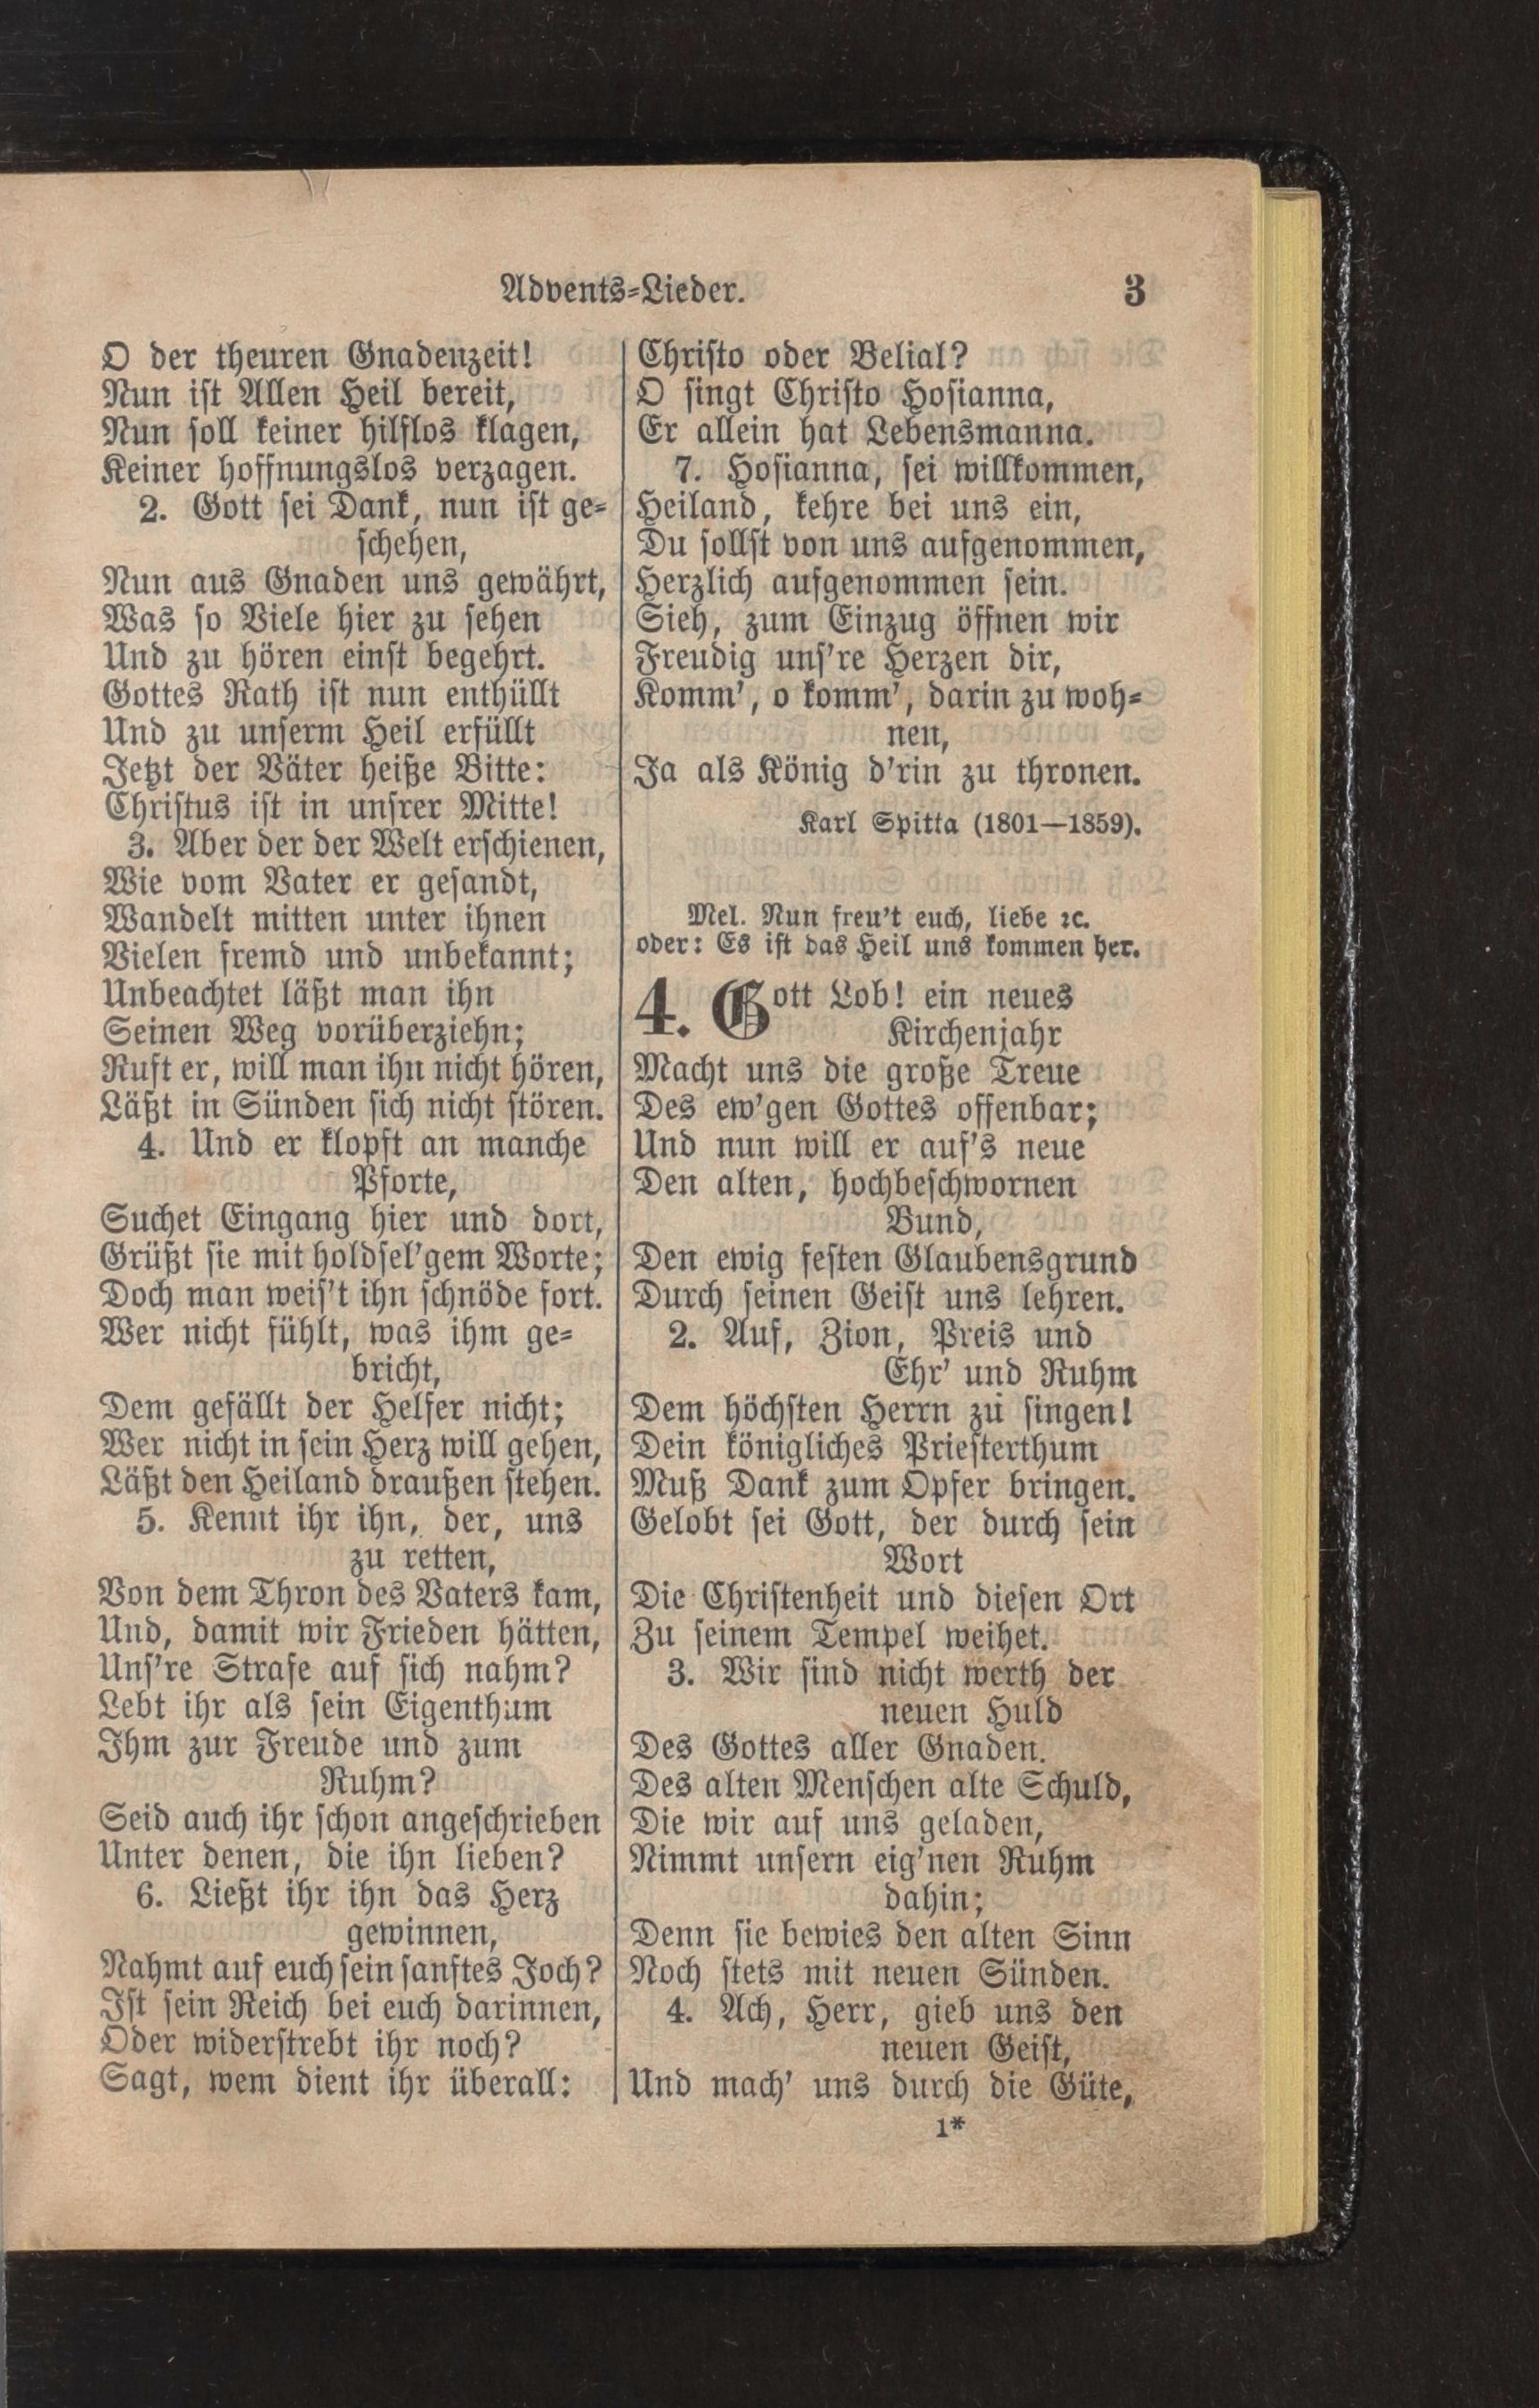 Advents-Lieder.
3
O der theuren Gnadenzeit!
Nun ist Allen Heil bereit,
Nun soll keiner hilflos klagen,
Keiner hoffnungslos verzagen.
2. Gott sei Dank, nun ist ge-
schehen,
Nun aus Gnaden uns gewährt,
Was so Viele hier zu sehen
Und zu hören einst begehrt.
Gottes Rath ist nun enthüllt
Und zu unserm Heil erfüllt
Jetzt der Väter heiße Bitte:
Christus ist in unsrer Mitte!
3. Aber der der Welt erschienen,
Wie vom Vater er gesandt,
Wandelt mitten unter ihnen
Vielen fremd und unbekannt;
Unbeachtet läßt man ihn
Seinen Weg vorüberziehn;
Ruft er, will man ihn nicht hören,
Läßt in Sünden sich nicht stören.
4. Und er klopft an manche
Pforte,
Suchet Eingang hier und dort,
Grüßt sie mit holdsel'gem Worte;
Doch man weis't ihn schnöde fort.
Wer nicht fühlt, was ihm ge-
bricht,
Dem gefällt der Helfer nicht;
Wer nicht in sein Herz will gehen,
Läßt den Heiland draußen stehen.
5. Kennt ihr ihn, der, uns
zu retten,
Von dem Thron des Vaters kam,
Und, damit wir Frieden hätten,
Uns're Strafe auf sich nahm?
Lebt ihr als sein Eigenthum
Ihm zur Freude und zum
Ruhm?
Seid auch ihr schon angeschrieben
Unter denen, die ihn lieben?
6. Ließt ihr ihn das Herz
gewinnen,
Nahmt auf euch sein sanftes Joch?
Ist sein Reich bei euch darinnen,
Oder widerstrebt ihr noch?
Sagt, wem dient ihr überall:
Christo oder Belial?
O singt Christo Hosianna,
Er allein hat Lebensmanna.
7. Hosianna, sei willkommen,
Heiland, kehre bei uns ein,
Du sollst von uns aufgenommen,
Herzlich aufgenommen sein.
Sieh, zum Einzug öffnen wir
Freudig uns're Herzen dir,
Komm', o komm', darin zu woh-
nen,
Ja als König d'rin zu thronen.
Karl Spitta (1801—1859).
Mel. Nun freu't euch, liebe ꝛc.
oder: Es ist das Heil uns kommen her.
4. Gott Lob! ein neues
Kirchenjahr
Macht uns die große Treue
Des ew'gen Gottes offenbar;
Und nun will er auf's neue
Den alten, hochbeschwornen
Bund,
Den ewig festen Glaubensgrund
Durch seinen Geist uns lehren.
2. Auf, Zion, Preis und
Ehr' und Ruhm
Dem höchsten Herrn zu singen!
Dein königliches Priesterthum
Muß Dank zum Opfer bringen.
Gelobt sei Gott, der durch sein
Wort
Die Christenheit und diesen Ort
Zu seinem Tempel weihet.
3. Wir sind nicht werth der
neuen Huld
Des Gottes aller Gnaden.
Des alten Menschen alte Schuld,
Die wir auf uns geladen,
Nimmt unsern eig'nen Ruhm
dahin;
Denn sie bewies den alten Sinn
Noch stets mit neuen Sünden.
4. Ach, Herr, gieb uns den
neuen Geist,
Und mach' uns durch die Güte,
1*